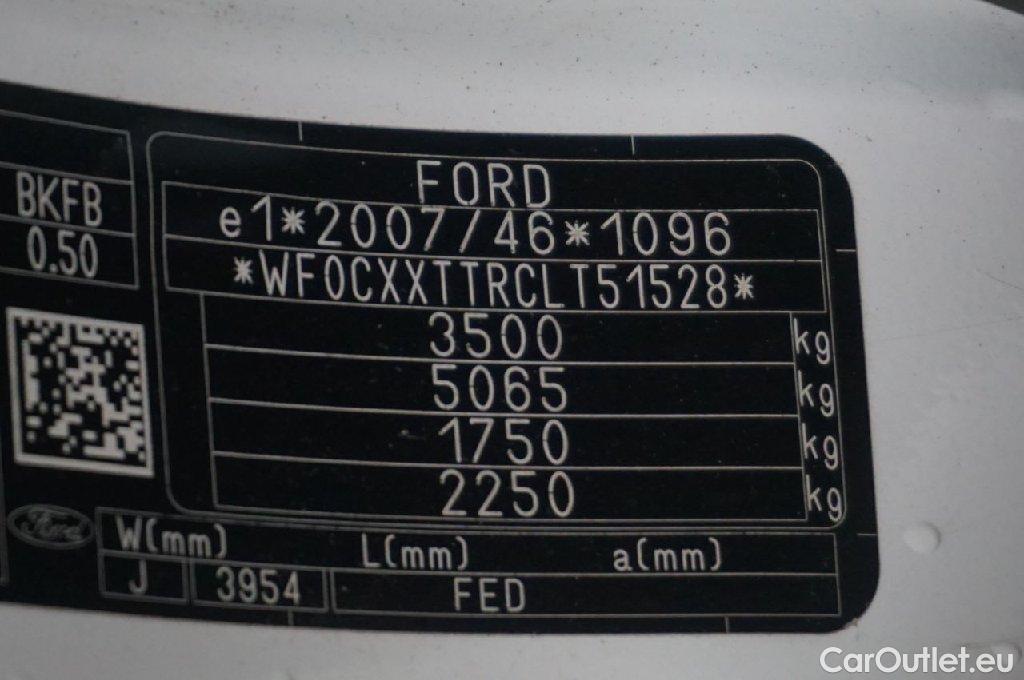 BKFB
0.50
FORD
e1*2007/46*1096
*WF0CXXTTRCLT51528*
3500 kg
5065 kg
1750 kg
2250 kg
Ford
W(mm) L(mm) a(mm)
J 3954 FED
CarOutlet.eu